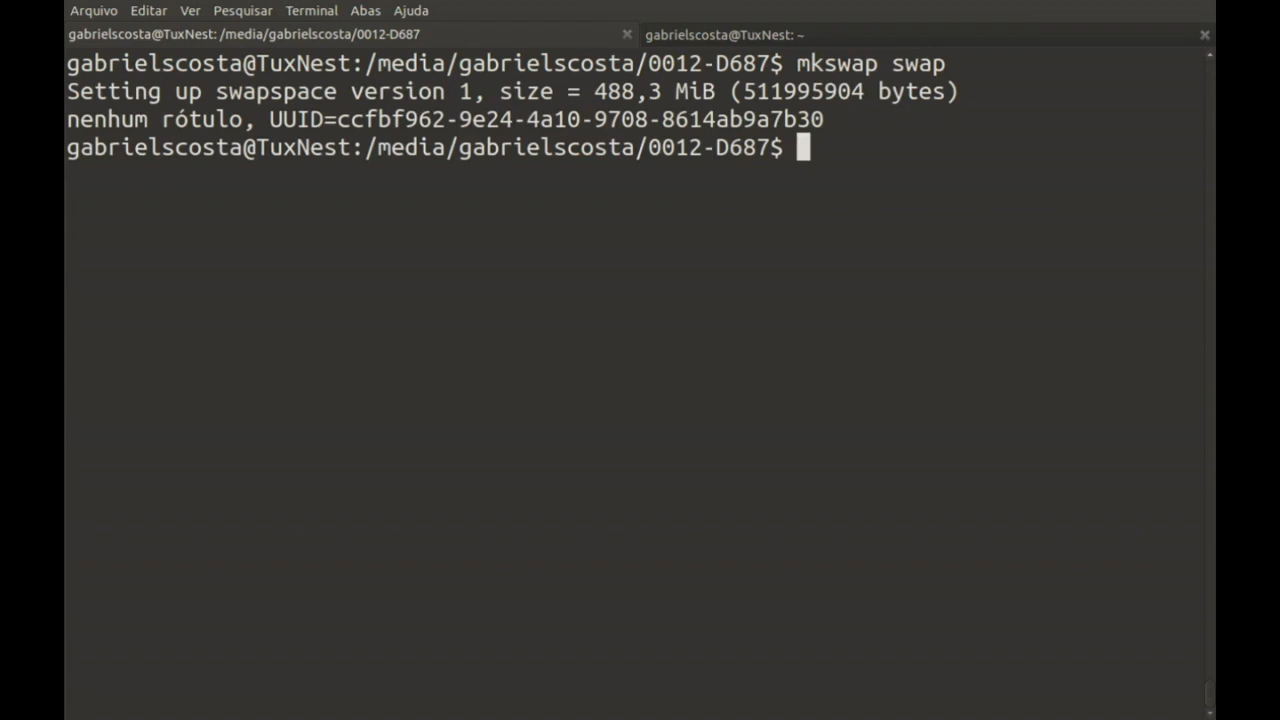 Arquivo Editar Ver Pesquisar Terminal Abas Ajuda
gabrielscosta@TuxNest: /media/gabrielscosta/0012-D687 × gabrielscosta@TuxNest: ~ ×
gabrielscosta@TuxNest:/media/gabrielscosta/0012-D687$ mkswap swap
Setting up swapspace version 1, size = 488,3 MiB (511995904 bytes)
nenhum rótulo, UUID=ccfbf962-9e24-4a10-9708-8614ab9a7b30
gabrielscosta@TuxNest:/media/gabrielscosta/0012-D687$